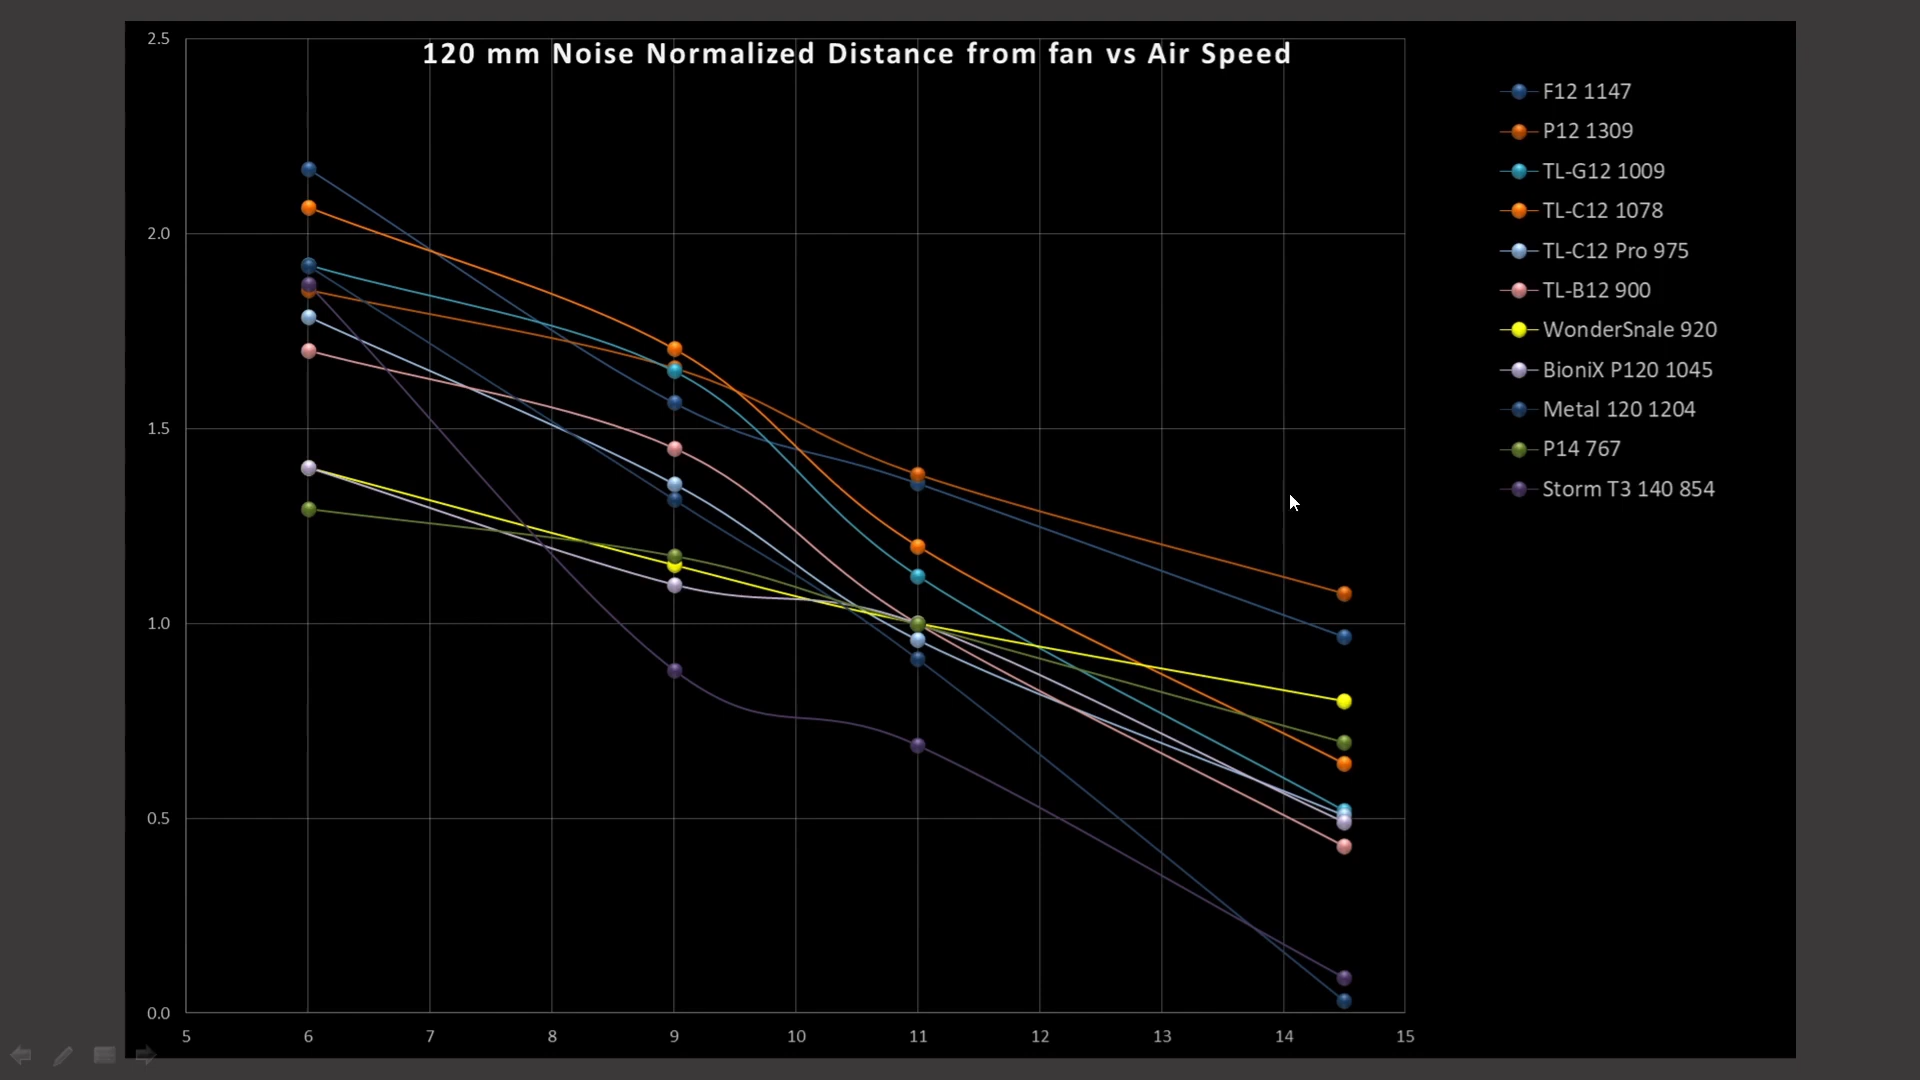 120 mm Noise Normalized Distance from fan vs Air Speed
2.5
2.0
1.5
1.0
0.5
0.0
5 6 7 8 9 10 11 12 13 14 15
F12 1147
P12 1309
TL-G12 1009
TL-C12 1078
TL-C12 Pro 975
TL-B12 900
WonderSnale 920
BioniX P120 1045
Metal 120 1204
P14 767
Storm T3 140 854